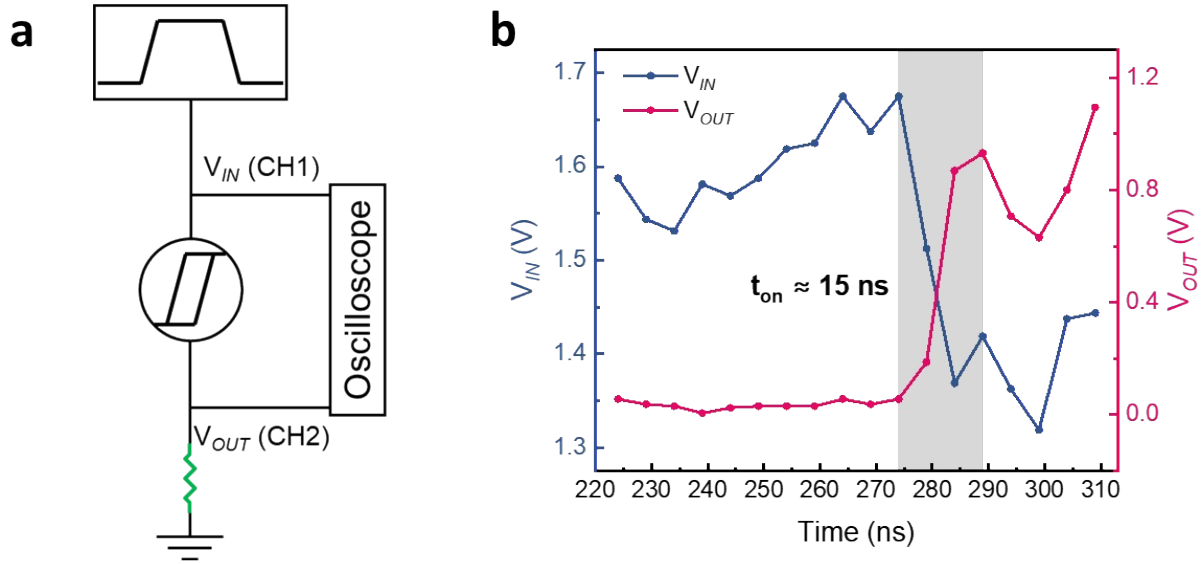 a
V_IN (CH1)
Oscilloscope
V_OUT (CH2)
b
V_IN
V_OUT
t_on ≈ 15 ns
V_IN (V)
1.7
1.6
1.5
1.4
1.3
V_OUT (V)
1.2
0.8
0.4
0.0
220 230 240 250 260 270 280 290 300 310
Time (ns)